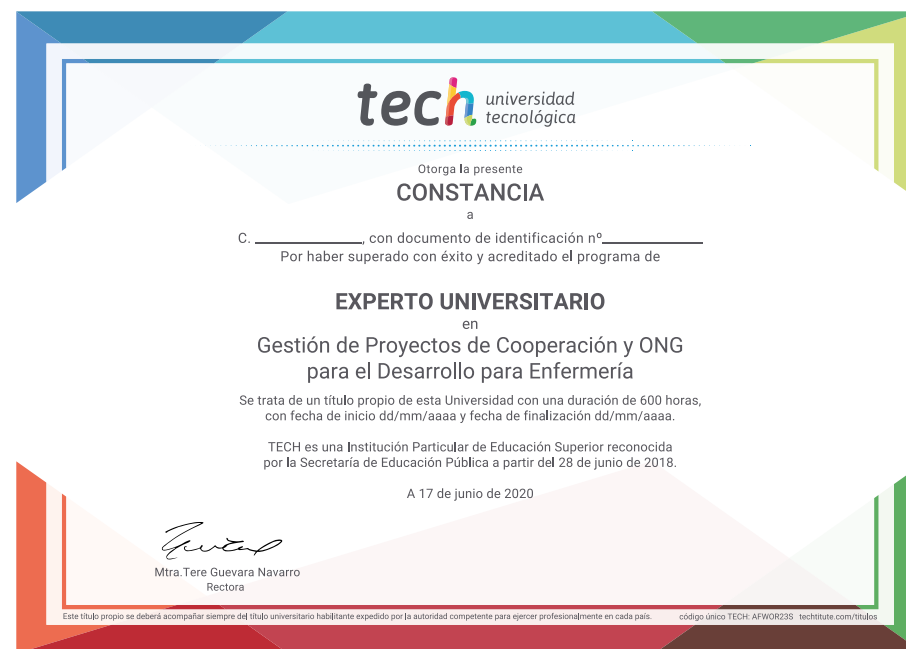 tech universidad
tecnológica
Otorga la presente
CONSTANCIA
a
C. ____________, con documento de identificación nº____________
Por haber superado con éxito y acreditado el programa de
EXPERTO UNIVERSITARIO
en
Gestión de Proyectos de Cooperación y ONG
para el Desarrollo para Enfermería
Se trata de un título propio de esta Universidad con una duración de 600 horas,
con fecha de inicio dd/mm/aaaa y fecha de finalización dd/mm/aaaa.
TECH es una Institución Particular de Educación Superior reconocida
por la Secretaría de Educación Pública a partir del 28 de junio de 2018.
A 17 de junio de 2020
Mtra.Tere Guevara Navarro
Rectora
Este título propio se deberá acompañar siempre del título universitario habilitante expedido por la autoridad competente para ejercer profesionalmente en cada país. código único TECH: AFWOR23S techtitute.com/titulos